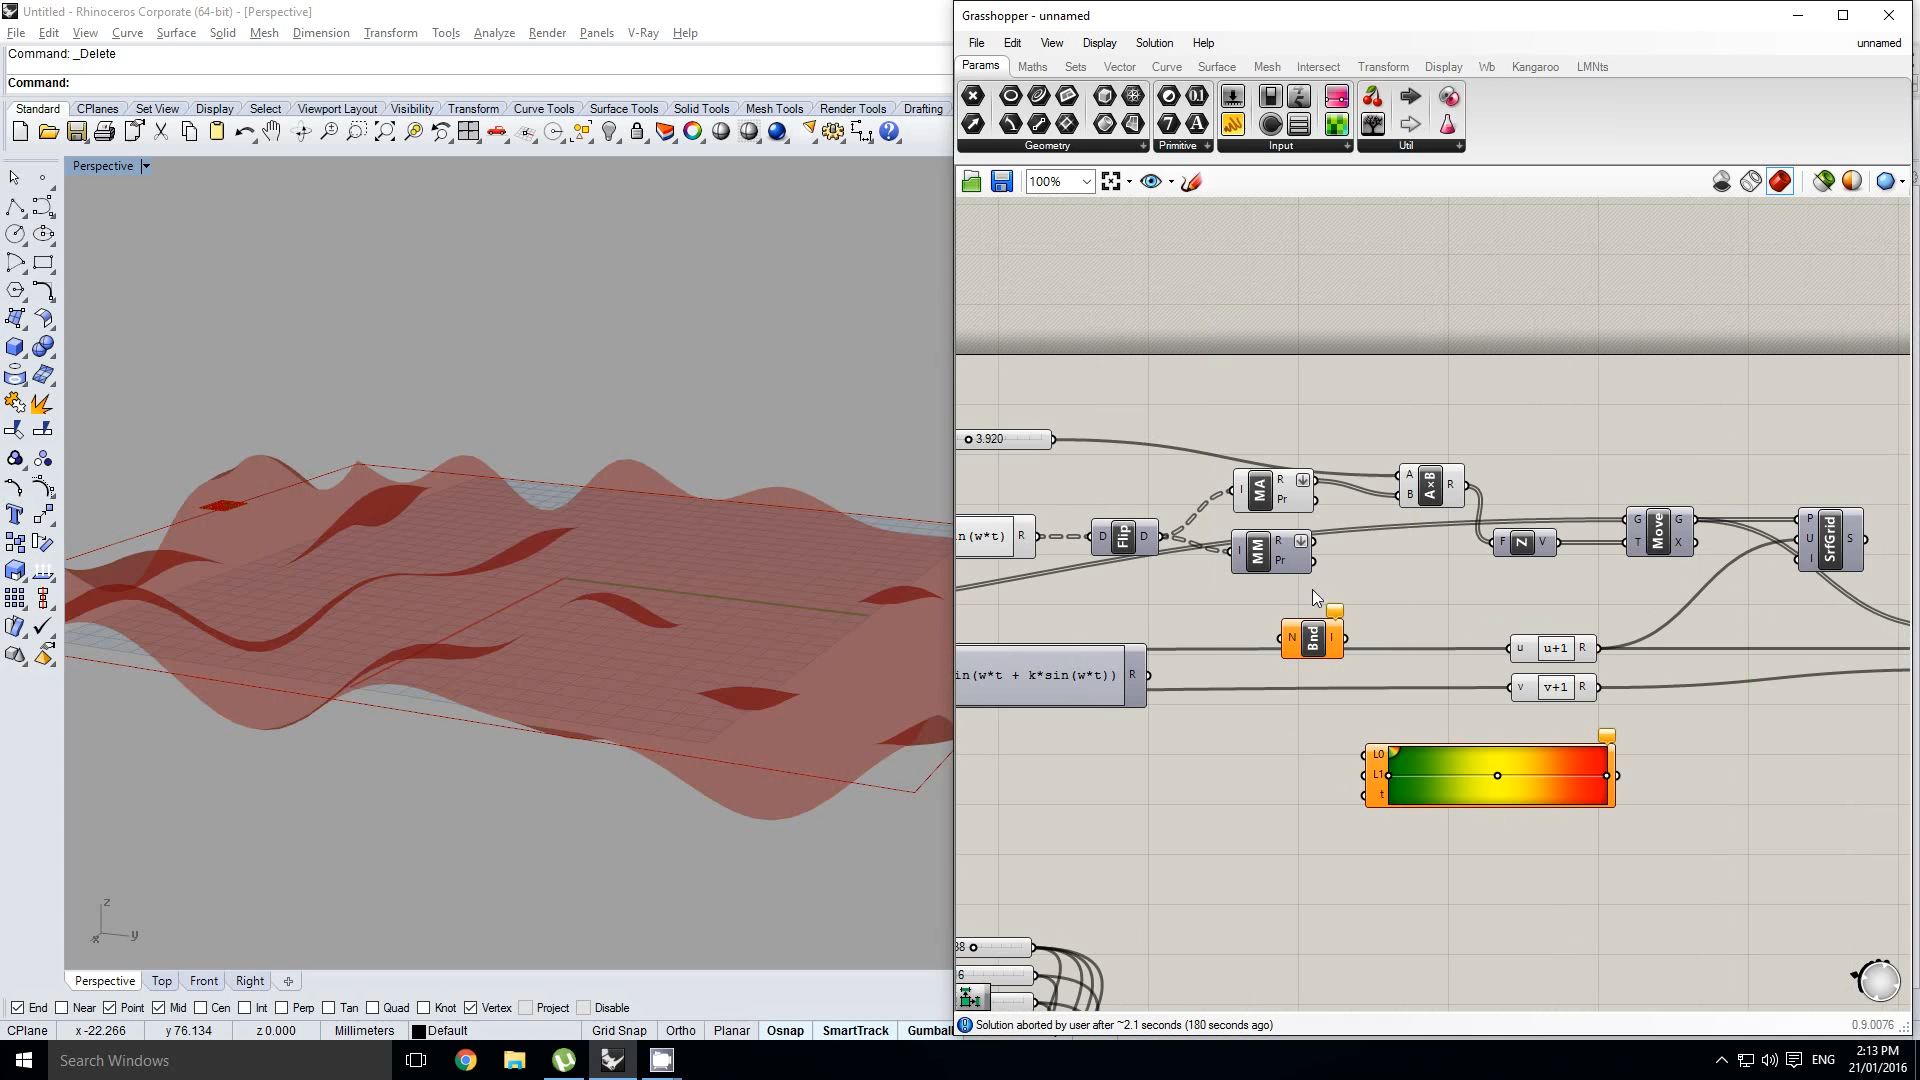 Untitled - Rhinoceros Corporate (64-bit) - [Perspective]
File Edit View Curve Surface Solid Mesh Dimension Transform Tools Analyze Render Panels V-Ray Help
Command: _Delete
Command:
Standard CPlanes Set View Display Select Viewport Layout Visibility Transform Curve Tools Surface Tools Solid Tools Mesh Tools Render Tools Drafting
Perspective
z
x y
Perspective Top Front Right
End Near Point Mid Cen Int Perp Tan Quad Knot Vertex Project Disable
CPlane x -22.266 y 76.134 z 0.000 Millimeters Default Grid Snap Ortho Planar Osnap SmartTrack Gumball
Grasshopper - unnamed
File Edit View Display Solution Help unnamed
Params Maths Sets Vector Curve Surface Mesh Intersect Transform Display Wb Kangaroo LMNts
Geometry Primitive Input Util
100%
3.920
I MA R Pr
A B A×B R
in(w*t) R
D Flip D
I MM R Pr
F Z V
G T Move G X
P U I SrfGrid S
N Bnd I
u u+1 R
in(w*t + k*sin(w*t)) R
v v+1 R
L0
L1
t
38
6
Solution aborted by user after ~2.1 seconds (180 seconds ago) 0.9.0076
Search Windows
ENG
2:13 PM
21/01/2016